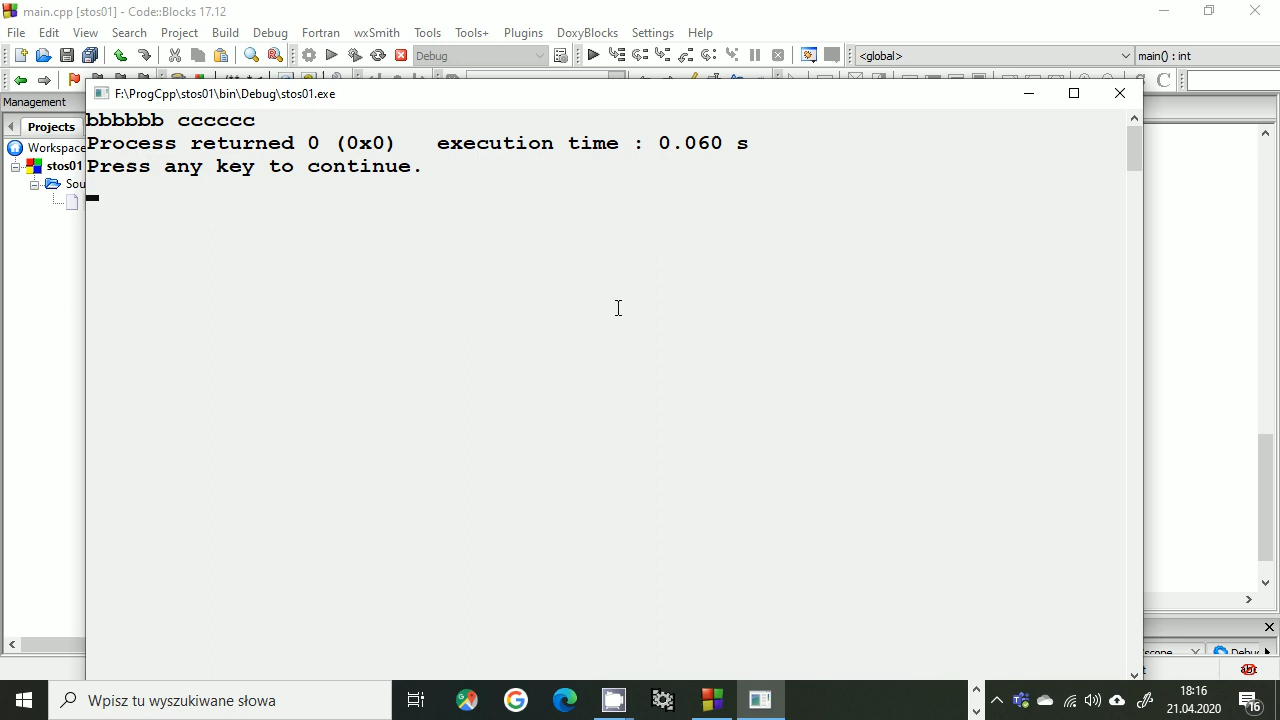 main.cpp [stos01] - Code::Blocks 17.12
File Edit View Search Project Build Debug Fortran wxSmith Tools Tools+ Plugins DoxyBlocks Settings Help
Debug
<global>
main() : int
Management
F:\ProgCpp\stos01\bin\Debug\stos01.exe
Projects
Workspace
stos01
Sou
bbbbbb cccccc
Process returned 0 (0x0) execution time : 0.060 s
Press any key to continue.
Wpisz tu wyszukiwane słowa
18:16
21.04.2020
16